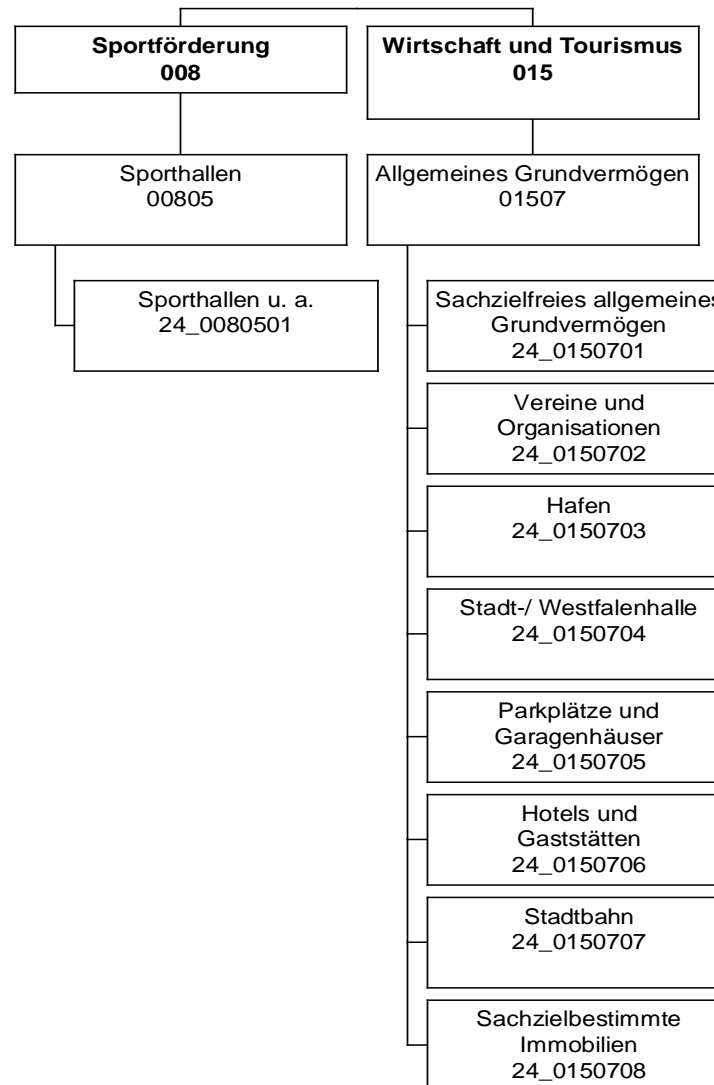 Sportförderung
008
Wirtschaft und Tourismus
015
Sporthallen
00805
Allgemeines Grundvermögen
01507
Sporthallen u. a.
24_0080501
Sachzielfreies allgemeines
Grundvermögen
24_0150701
Vereine und
Organisationen
24_0150702
Hafen
24_0150703
Stadt-/ Westfalenhalle
24_0150704
Parkplätze und
Garagenhäuser
24_0150705
Hotels und
Gaststätten
24_0150706
Stadtbahn
24_0150707
Sachzielbestimmte
Immobilien
24_0150708